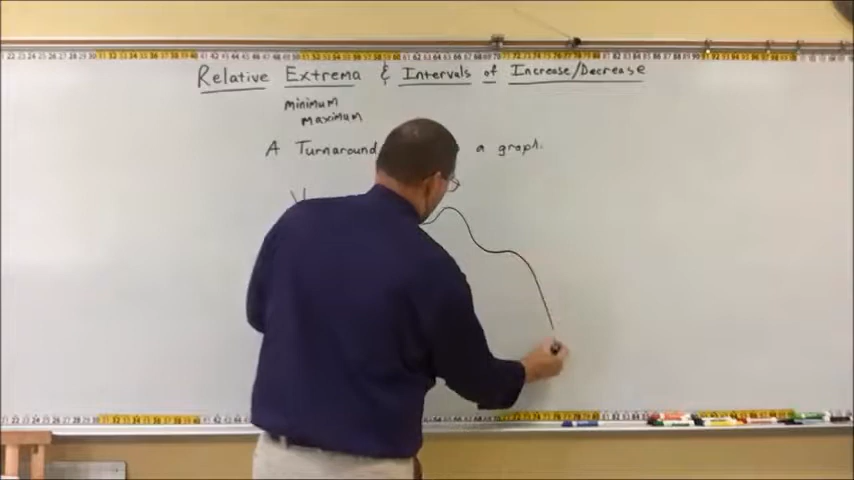 Relative Extrema & Intervals of Increase/Decrease
minimum
maximum
A Turnaround a graph.